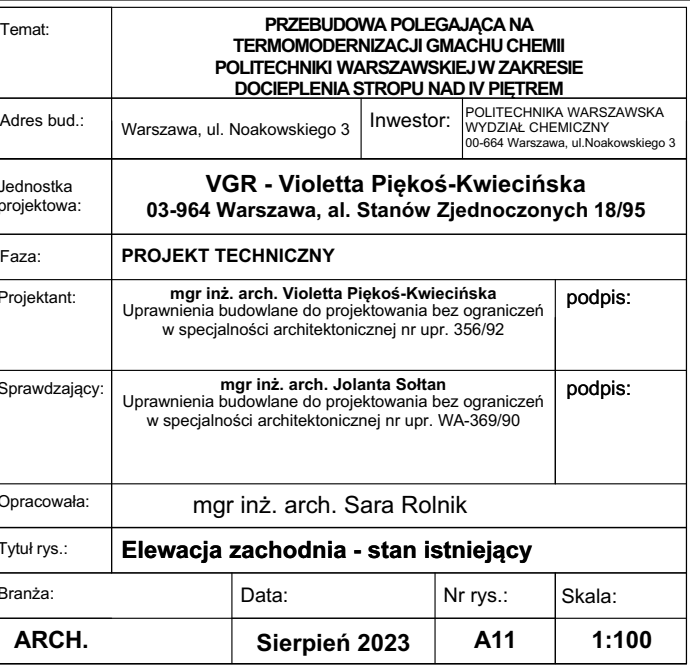 Temat:
PRZEBUDOWA POLEGAJĄCA NA
TERMOMODERNIZACJI GMACHU CHEMII
POLITECHNIKI WARSZAWSKIEJ W ZAKRESIE
DOCIEPLENIA STROPU NAD IV PIĘTREM
Adres bud.:
Warszawa, ul. Noakowskiego 3
Inwestor:
POLITECHNIKA WARSZAWSKA
WYDZIAŁ CHEMICZNY
00-664 Warszawa, ul.Noakowskiego 3
Jednostka
projektowa:
VGR - Violetta Piękoś-Kwiecińska
03-964 Warszawa, al. Stanów Zjednoczonych 18/95
Faza:
PROJEKT TECHNICZNY
Projektant:
mgr inż. arch. Violetta Piękoś-Kwiecińska
Uprawnienia budowlane do projektowania bez ograniczeń
w specjalności architektonicznej nr upr. 356/92
podpis:
Sprawdzający:
mgr inż. arch. Jolanta Sołtan
Uprawnienia budowlane do projektowania bez ograniczeń
w specjalności architektonicznej nr upr. WA-369/90
podpis:
Opracowała:
mgr inż. arch. Sara Rolnik
Tytuł rys.:
Elewacja zachodnia - stan istniejący
Branża:
Data:
Nr rys.:
Skala:
ARCH.
Sierpień 2023
A11
1:100